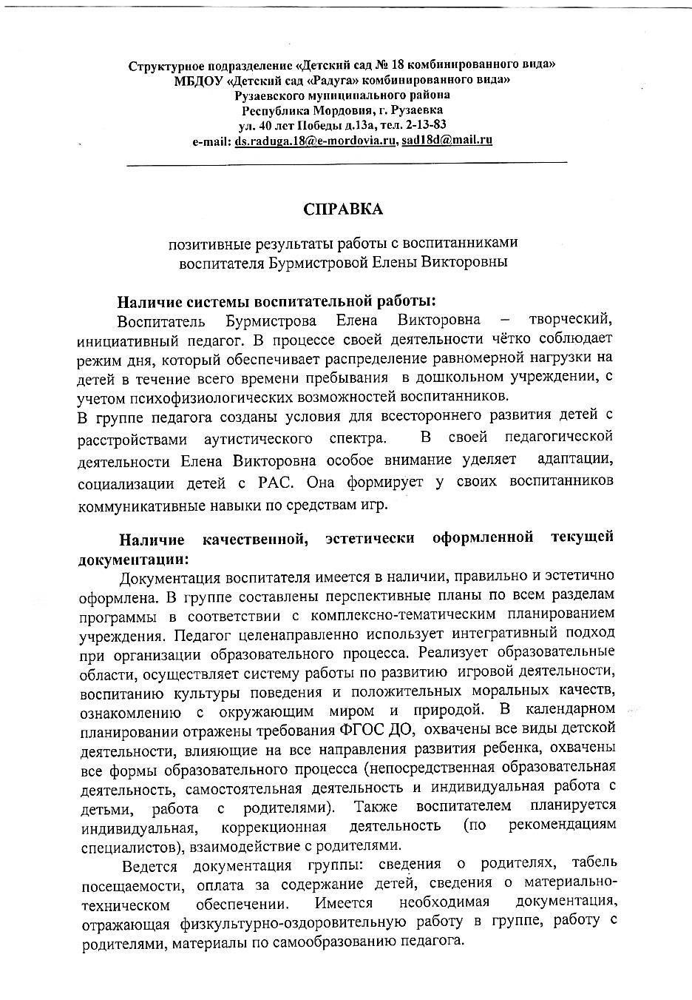 Структурное подразделение «Детский сад № 18 комбинированного вида»
МБДОУ «Детский сад «Радуга» комбинированного вида»
Рузаевского муниципального района
Республика Мордовия, г. Рузаевка
ул. 40 лет Победы д.13а, тел. 2-13-83
e-mail: ds.raduga.18@e-mordovia.ru, sad18d@mail.ru
СПРАВКА
позитивные результаты работы с воспитанниками
воспитателя Бурмистровой Елены Викторовны
Наличие системы воспитательной работы:
Воспитатель Бурмистрова Елена Викторовна – творческий,
инициативный педагог. В процессе своей деятельности чётко соблюдает
режим дня, который обеспечивает распределение равномерной нагрузки на
детей в течение всего времени пребывания в дошкольном учреждении, с
учетом психофизиологических возможностей воспитанников.
В группе педагога созданы условия для всестороннего развития детей с
расстройствами аутистического спектра. В своей педагогической
деятельности Елена Викторовна особое внимание уделяет адаптации,
социализации детей с РАС. Она формирует у своих воспитанников
коммуникативные навыки по средствам игр.
Наличие качественной, эстетически оформленной текущей
документации:
Документация воспитателя имеется в наличии, правильно и эстетично
оформлена. В группе составлены перспективные планы по всем разделам
программы в соответствии с комплексно-тематическим планированием
учреждения. Педагог целенаправленно использует интегративный подход
при организации образовательного процесса. Реализует образовательные
области, осуществляет систему работы по развитию игровой деятельности,
воспитанию культуры поведения и положительных моральных качеств,
ознакомлению с окружающим миром и природой. В календарном
планировании отражены требования ФГОС ДО, охвачены все виды детской
деятельности, влияющие на все направления развития ребенка, охвачены
все формы образовательного процесса (непосредственная образовательная
деятельность, самостоятельная деятельность и индивидуальная работа с
детьми, работа с родителями). Также воспитателем планируется
индивидуальная, коррекционная деятельность (по рекомендациям
специалистов), взаимодействие с родителями.
Ведется документация группы: сведения о родителях, табель
посещаемости, оплата за содержание детей, сведения о материально-
техническом обеспечении. Имеется необходимая документация,
отражающая физкультурно-оздоровительную работу в группе, работу с
родителями, материалы по самообразованию педагога.